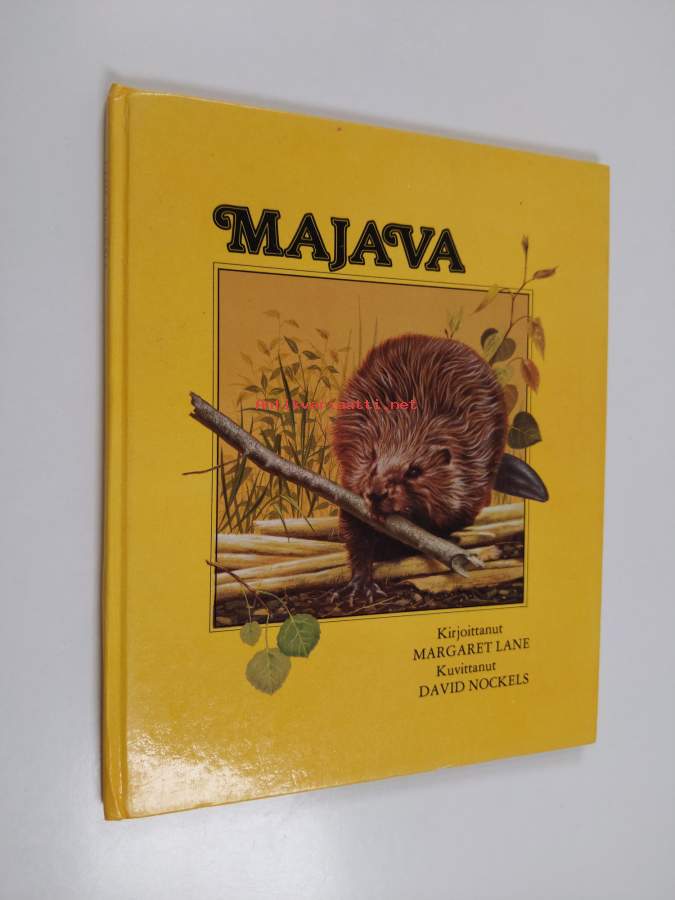 MAJAVA
Antikvariaatti.net
Kirjoittanut
MARGARET LANE
Kuvittanut
DAVID NOCKELS